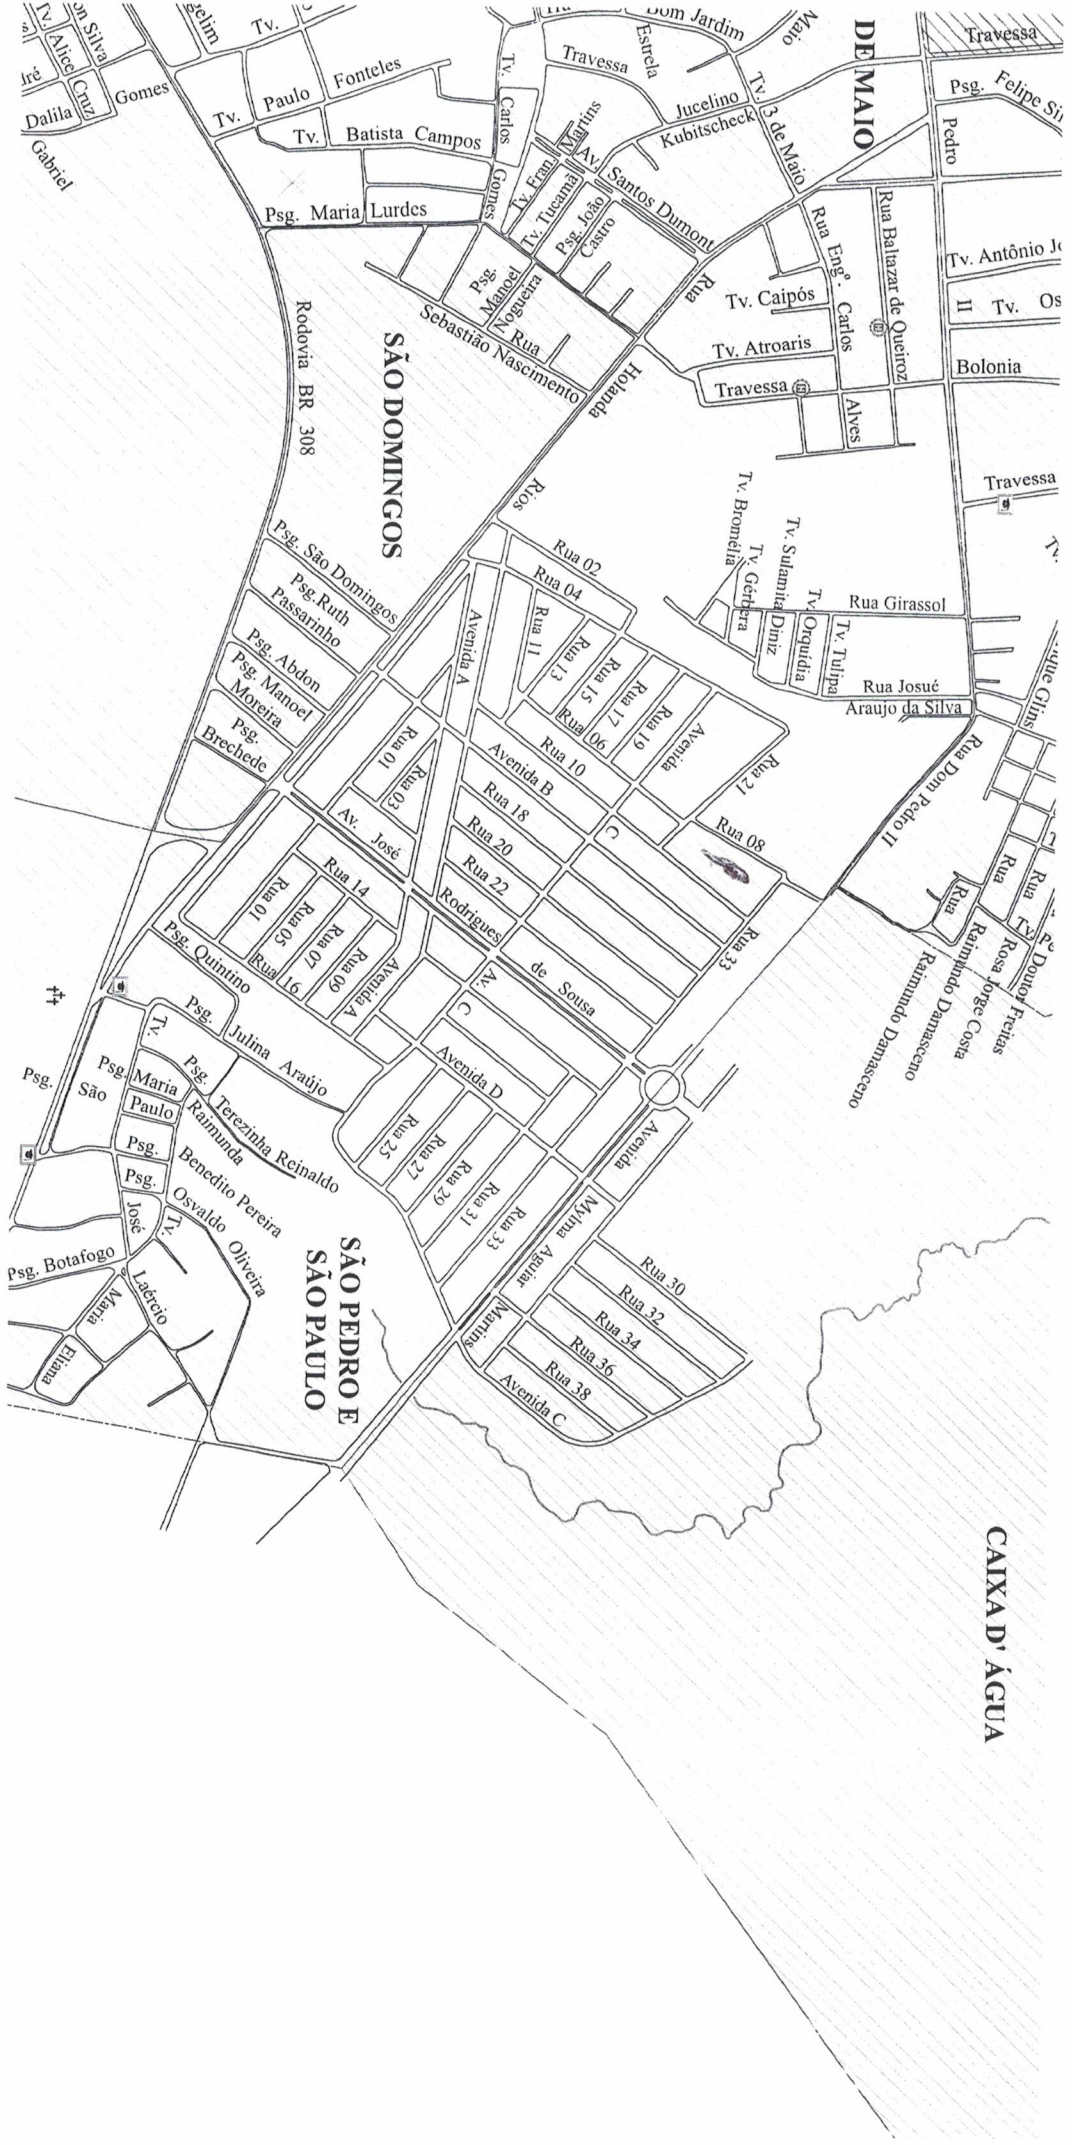 Travessa
Psg. Felipe
Pedro
DE MAIO
Maio
Bom Jardim
Tv. 3 de Maio
Estrela
Travessa
Jucelino
Kubitscheck
Martins
Av. Santos Dumont
Tv. Fran.
Tv. Tucamã
Psg. João
Castro
Psg.
Manoel
Nogueira
Rua
Sebastião Nascimento
Tv. Carlos Gomes
Fonteles
Tv. Paulo
Tv. Batista Campos
Psg. Maria Lurdes
Tv.
Tv. Alice Cruz
Silva
Gomes
Dalila
Gabriel
Rua Baltazar de Queiroz
Rua Engº. Carlos Alves
Tv. Antônio
II Tv.
Bolonia
Tv. Caipós
Tv. Atroaris
Travessa
Travessa
Rua
Holanda
Rios
Rodovia BR 308
SÃO DOMINGOS
Tv. Bromélia
Tv. Gérbera
Tv. Sulamita Diniz
Tv. Orquídia
Tv. Tulipa
Rua Girassol
Rua Josué
Araujo da Silva
Rua Dom Pedro II
Rua
Rua
Rua
Tv.
Doutor Freitas
Rosa Jorge Costa
Raimundo Damasceno
Raimundo Damasceno
Rua 02
Rua 04
Rua 11
Rua 13
Rua 15
Rua 17
Rua 19
Rua 06
Avenida
Rua 21
Rua 10
Rua 08
Avenida A
Avenida B
C
Rua 18
Rua 20
Rua 22
Rua 33
Rua 01
Rua 03
Av. José Rodrigues de Sousa
Rua 14
Rua 01
Rua 05
Rua 07
Rua 09
Rua 16
Avenida A
Av. C
Avenida D
Rua 25
Rua 27
Rua 29
Rua 31
Rua 33
Avenida Mylma Aguiar Martins
Rua 30
Rua 32
Rua 34
Rua 36
Rua 38
Avenida C
Psg. São Domingos
Psg.Ruth
Passarinho
Psg. Abdon
Psg. Manoel
Moreira
Psg.
Brechede
Psg. Quintino
Psg. Julina Araújo
Tv.
Psg. Terezinha Reinaldo
Psg. Maria Raimunda
São Paulo
Psg. Benedito Pereira
Psg. Osvaldo Oliveira
José
Tv.
Laércio
Psg.
Psg. Botafogo
Maria
Eliana
SÃO PEDRO E
SÃO PAULO
CAIXA D' ÁGUA